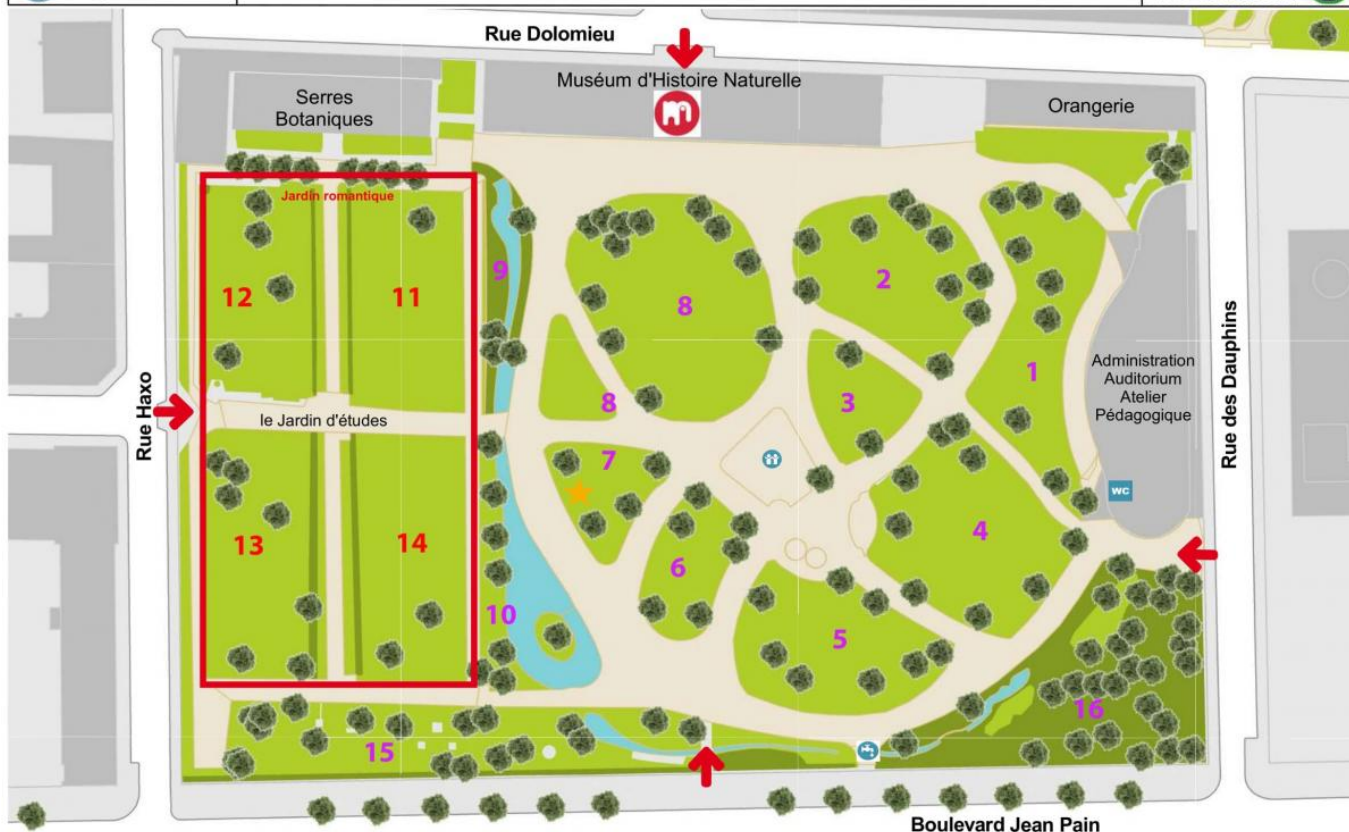 Rue Dolomieu
Muséum d'Histoire Naturelle
m
Serres
Botaniques
Orangerie
Jardin romantique
12
11
9
8
2
1
Administration
Auditorium
Atelier
Pédagogique
Rue des Dauphins
Rue Haxo
le Jardin d'études
8
3
7
WC
13
14
6
4
10
5
16
15
Boulevard Jean Pain